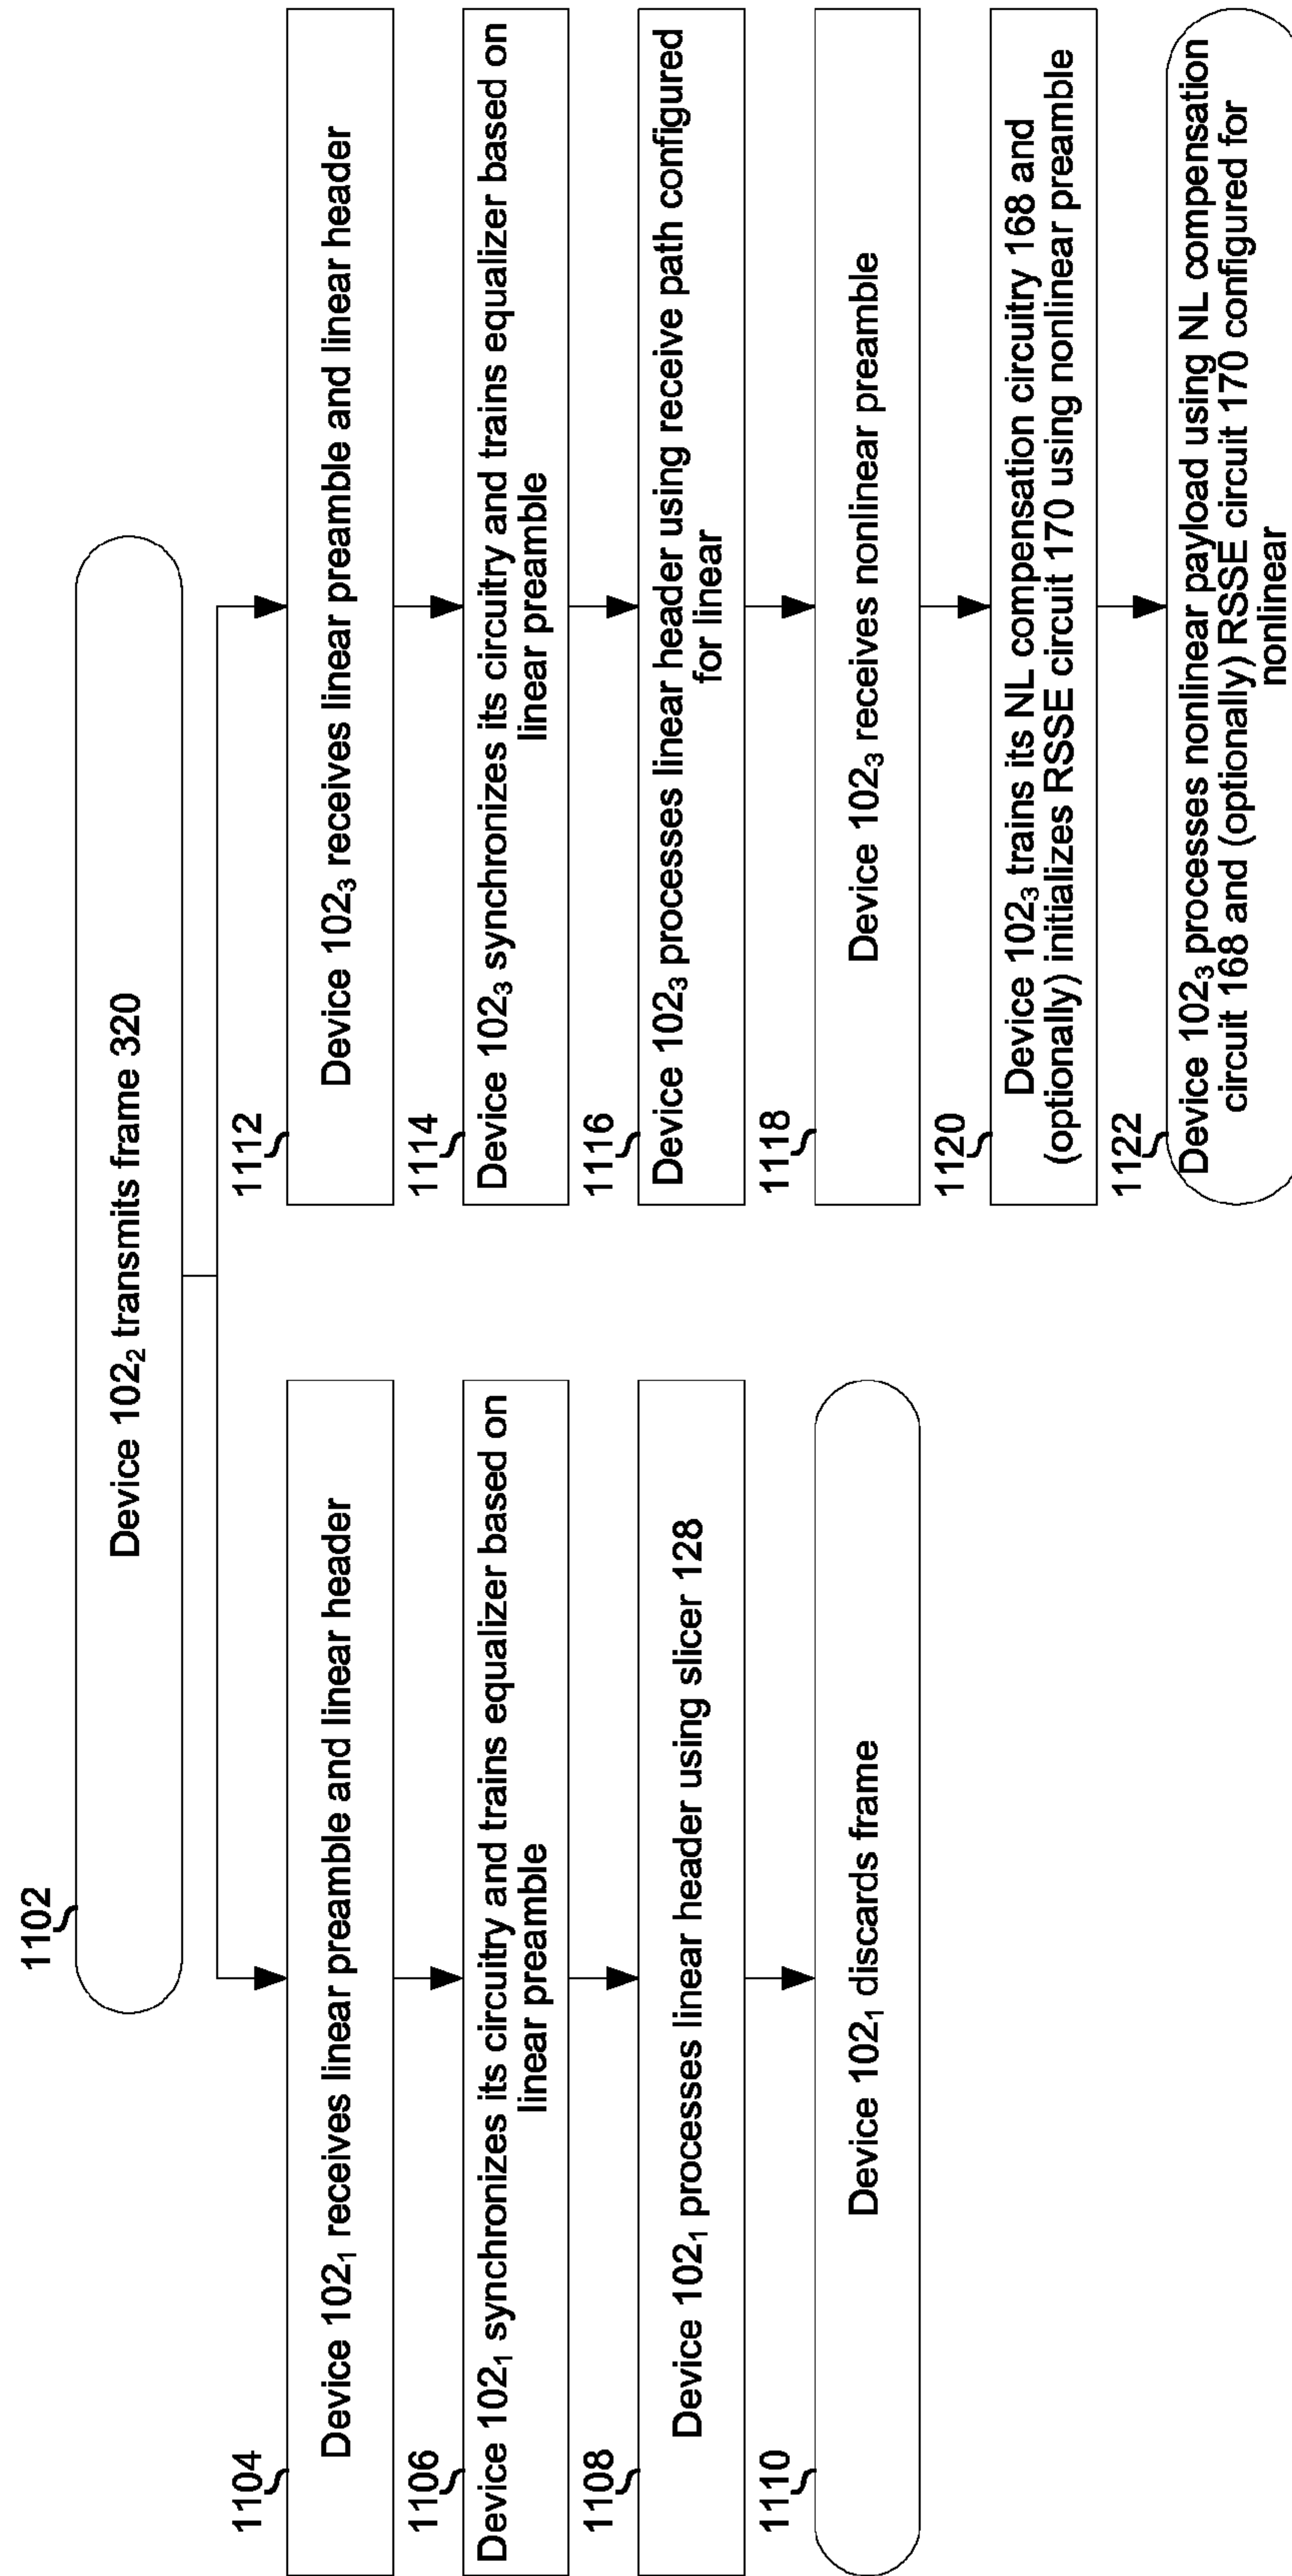 1102
Device 102₂ transmits frame 320
1104
Device 102₁ receives linear preamble and linear header
1106
Device 102₁ synchronizes its circuitry and trains equalizer based on
linear preamble
1108
Device 102₁ processes linear header using slicer 128
1110
Device 102₁ discards frame
1112
Device 102₃ receives linear preamble and linear header
1114
Device 102₃ synchronizes its circuitry and trains equalizer based on
linear preamble
1116
Device 102₃ processes linear header using receive path configured
for linear
1118
Device 102₃ receives nonlinear preamble
1120
Device 102₃ trains its NL compensation circuitry 168 and
(optionally) initializes RSSE circuit 170 using nonlinear preamble
1122
Device 102₃ processes nonlinear payload using NL compensation
circuit 168 and (optionally) RSSE circuit 170 configured for
nonlinear